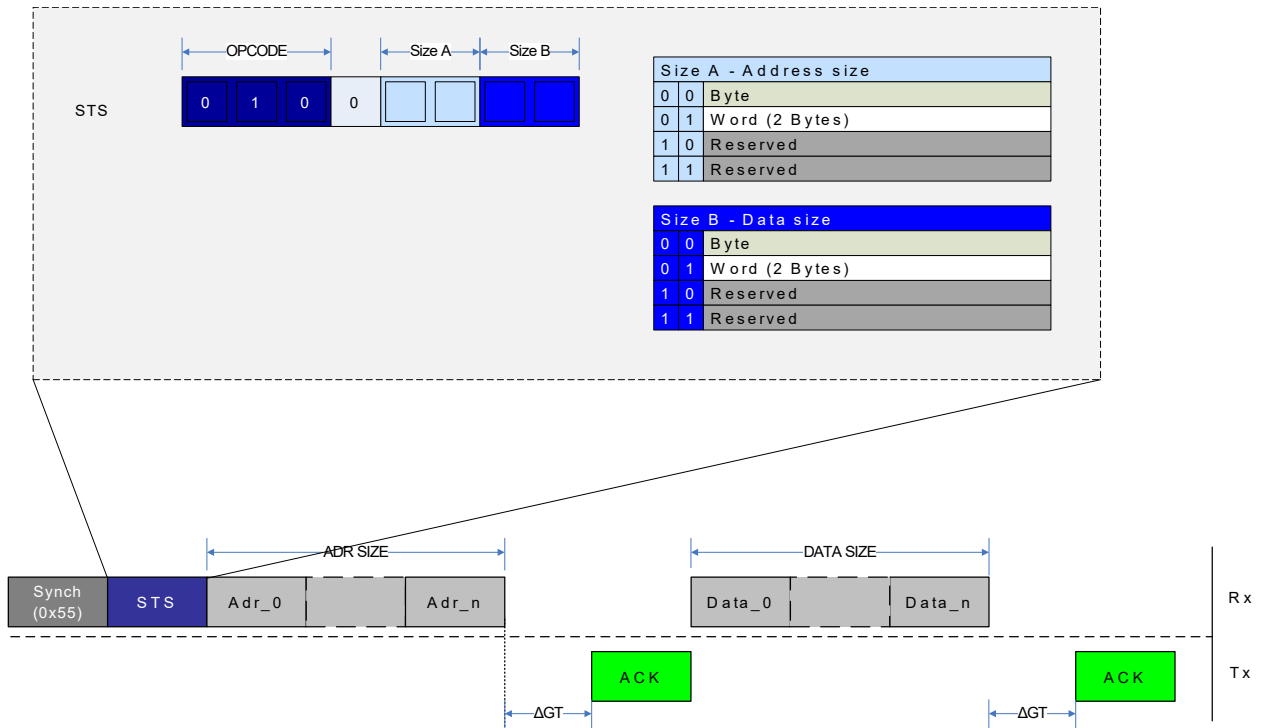 OPCODE Size A Size B
STS 0 1 0 0
Size A - Address size
0 0 Byte
0 1 Word (2 Bytes)
1 0 Reserved
1 1 Reserved
Size B - Data size
0 0 Byte
0 1 Word (2 Bytes)
1 0 Reserved
1 1 Reserved
ADR SIZE DATA SIZE
Synch
(0x55)
STS Adr_0 Adr_n Data_0 Data_n Rx
ACK ACK Tx
ΔGT ΔGT